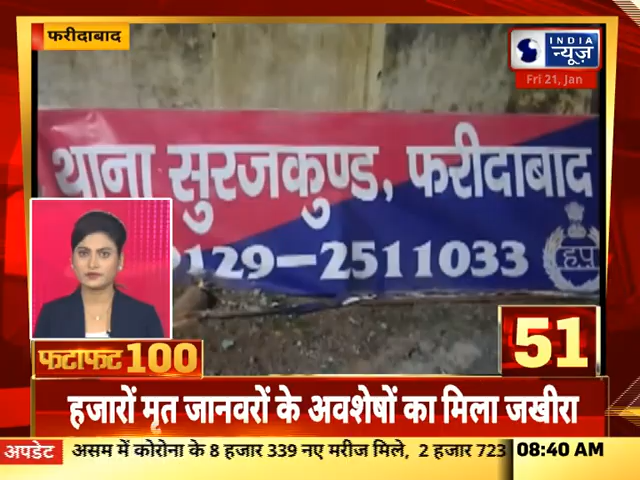 फरीदाबाद
INDIA
न्यूज़
Fri 21, Jan
थाना सुरजकुण्ड, फरीदाबाद
0129-2511033
ह.पु.
फटाफट 100
51
हजारों मृत जानवरों के अवशेषों का मिला जखीरा
अपडेट
असम में कोरोना के 8 हजार 339 नए मरीज मिले, 2 हजार 723
08:40 AM